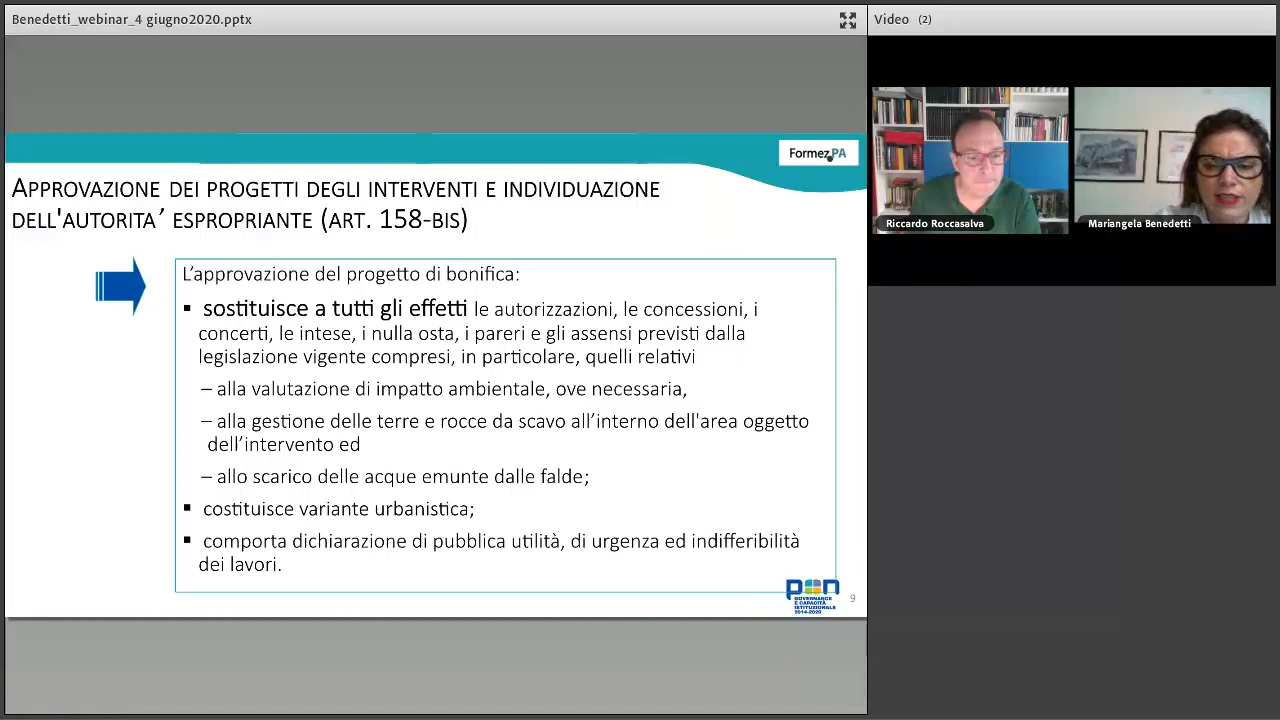 Benedetti_webinar_4 giugno2020.pptx
Video (2)
Formez PA
Riccardo Roccasalva
Mariangela Benedetti
APPROVAZIONE DEI PROGETTI DEGLI INTERVENTI E INDIVIDUAZIONE
DELL'AUTORITA’ ESPROPRIANTE (ART. 158-BIS)
L’approvazione del progetto di bonifica:
▪ sostituisce a tutti gli effetti le autorizzazioni, le concessioni, i
concerti, le intese, i nulla osta, i pareri e gli assensi previsti dalla
legislazione vigente compresi, in particolare, quelli relativi
– alla valutazione di impatto ambientale, ove necessaria,
– alla gestione delle terre e rocce da scavo all’interno dell'area oggetto
dell’intervento ed
– allo scarico delle acque emunte dalle falde;
▪ costituisce variante urbanistica;
▪ comporta dichiarazione di pubblica utilità, di urgenza ed indifferibilità
dei lavori.
pon
GOVERNANCE
E CAPACITÀ
ISTITUZIONALE
2014-2020
9